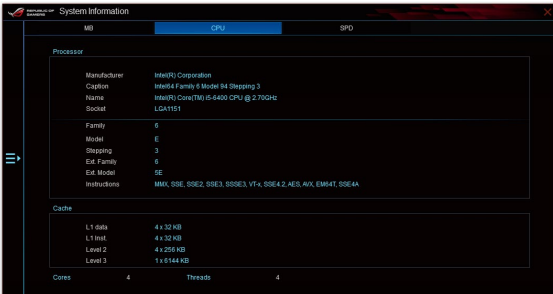 REPUBLIC OF GAMERS System Information
MB CPU SPD
Processor
Manufacturer Intel(R) Corporation
Caption Intel64 Family 6 Model 94 Stepping 3
Name Intel(R) Core(TM) i5-6400 CPU @ 2.70GHz
Socket LGA1151
Family 6
Model E
Stepping 3
Ext. Family 6
Ext. Model 5E
Instructions MMX, SSE, SSE2, SSE3, SSSE3, VT-x, SSE4.2, AES, AVX, EM64T, SSE4A
Cache
L1 data 4 x 32 KB
L1 Inst. 4 x 32 KB
Level 2 4 x 256 KB
Level 3 1 x 6144 KB
Cores 4 Threads 4